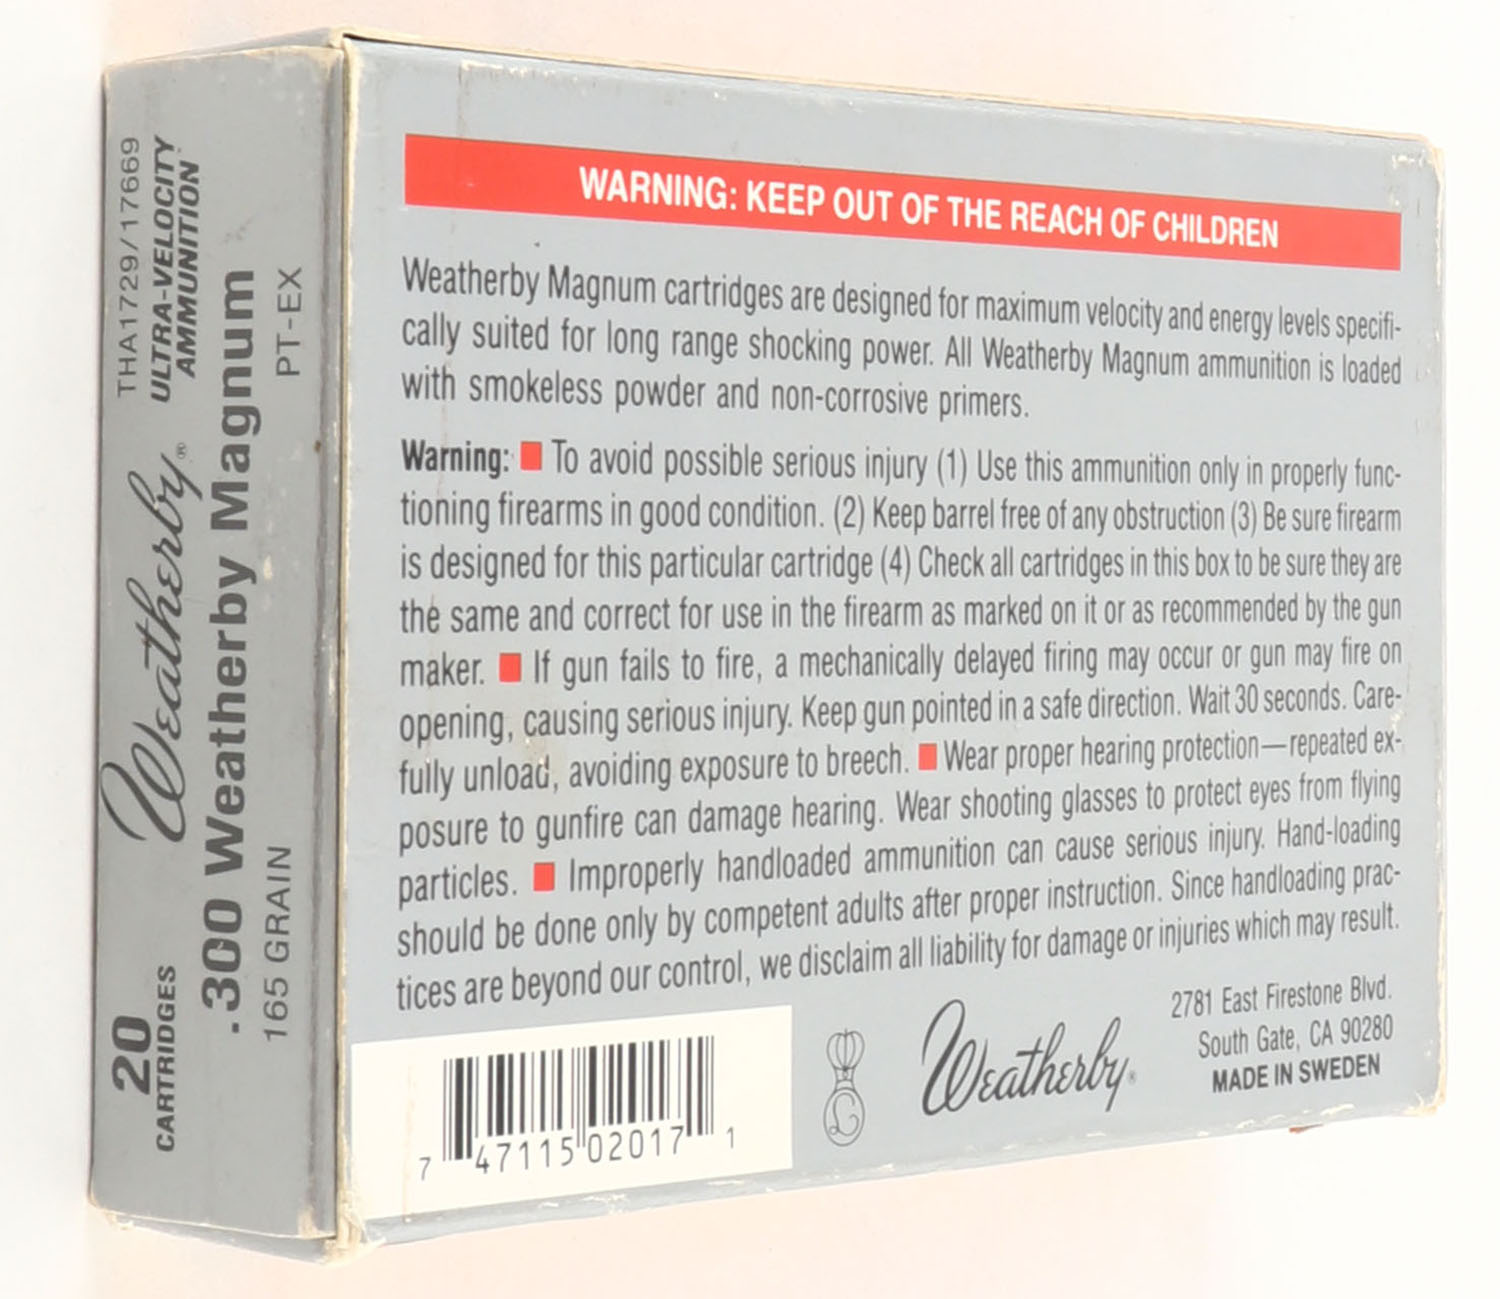 THA1729/17669
Weatherby® ULTRA-VELOCITY
AMMUNITION
20
CARTRIDGES
.300 Weatherby Magnum
165 GRAIN PT-EX
WARNING: KEEP OUT OF THE REACH OF CHILDREN
Weatherby Magnum cartridges are designed for maximum velocity and energy levels specifi-
cally suited for long range shocking power. All Weatherby Magnum ammunition is loaded
with smokeless powder and non-corrosive primers.
Warning: ■ To avoid possible serious injury (1) Use this ammunition only in properly func-
tioning firearms in good condition. (2) Keep barrel free of any obstruction (3) Be sure firearm
is designed for this particular cartridge (4) Check all cartridges in this box to be sure they are
the same and correct for use in the firearm as marked on it or as recommended by the gun
maker. ■ If gun fails to fire, a mechanically delayed firing may occur or gun may fire on
opening, causing serious injury. Keep gun pointed in a safe direction. Wait 30 seconds. Care-
fully unload, avoiding exposure to breech. ■ Wear proper hearing protection—repeated ex-
posure to gunfire can damage hearing. Wear shooting glasses to protect eyes from flying
particles. ■ Improperly handloaded ammunition can cause serious injury. Hand-loading
should be done only by competent adults after proper instruction. Since handloading prac-
tices are beyond our control, we disclaim all liability for damage or injuries which may result.
7 47115 02017 1
L
Weatherby®
2781 East Firestone Blvd.
South Gate, CA 90280
MADE IN SWEDEN